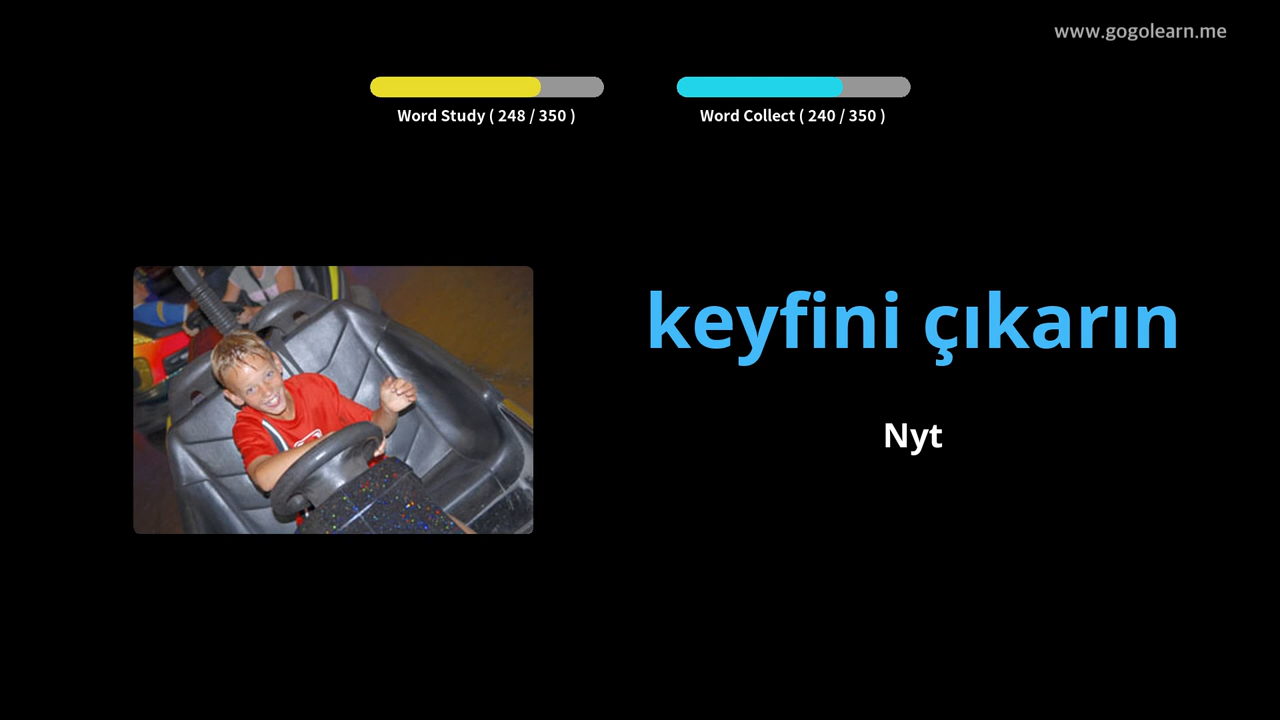 www.gogolearn.me
Word Study ( 248 / 350 )
Word Collect ( 240 / 350 )
keyfini çıkarın
Nyt